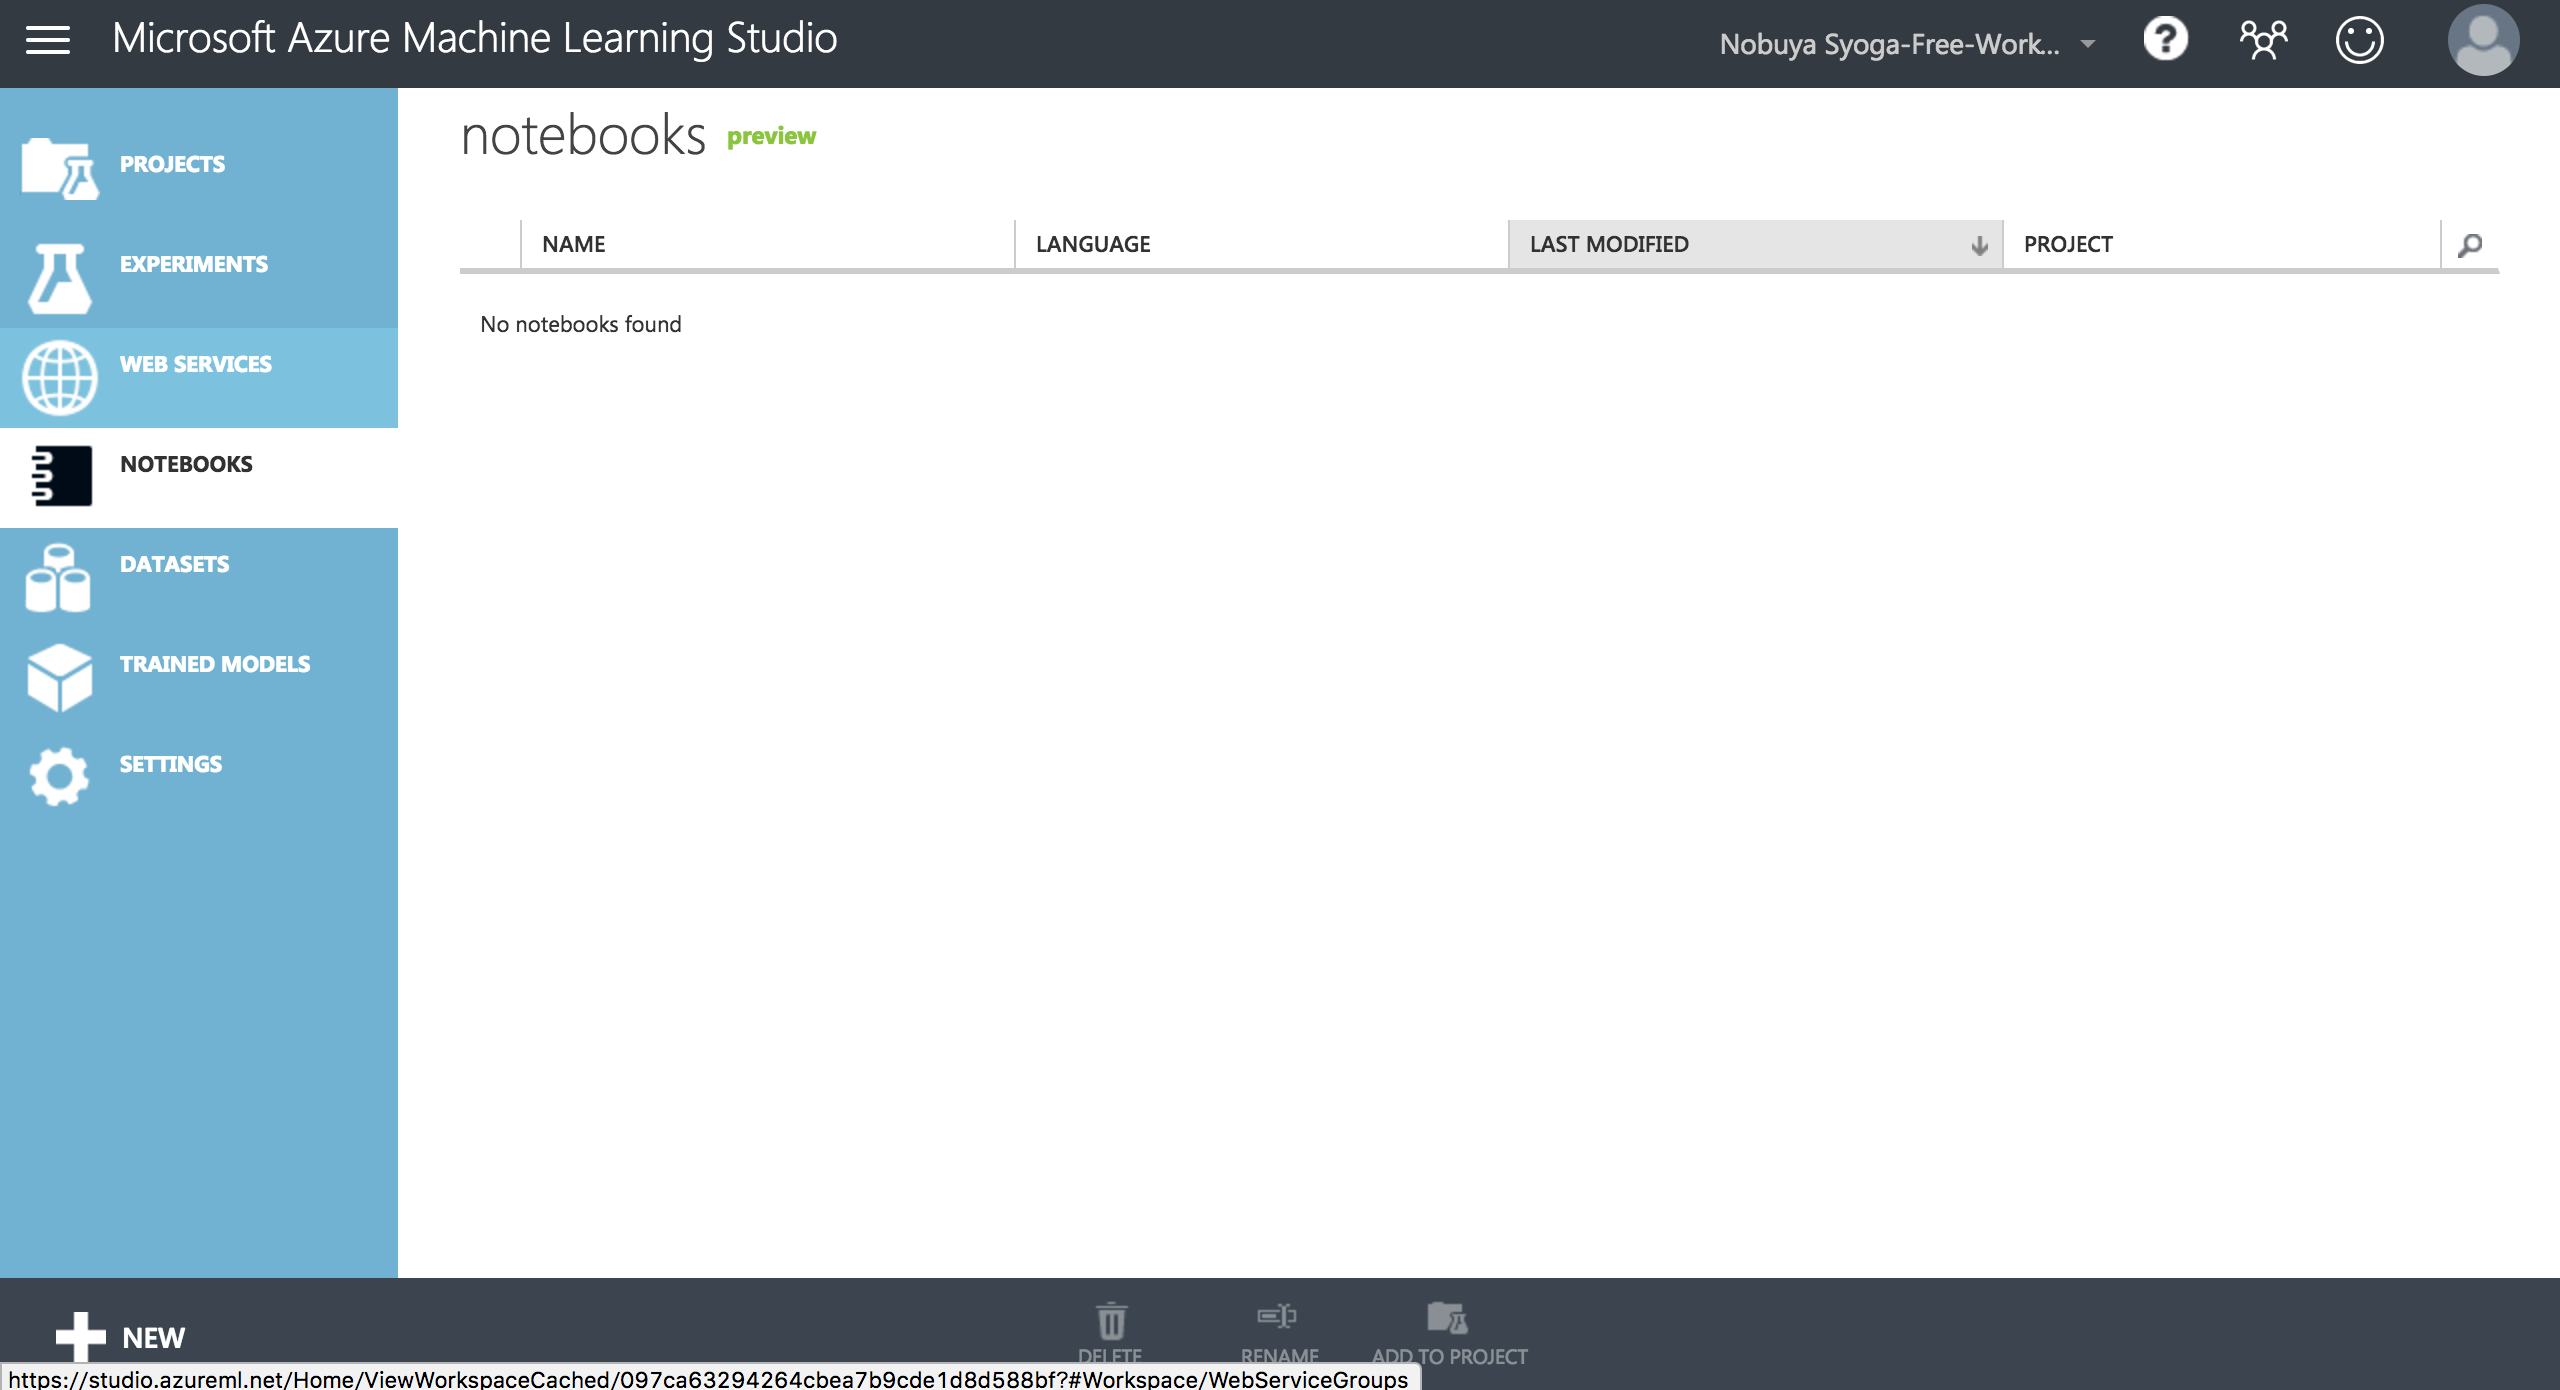 Microsoft Azure Machine Learning Studio
Nobuya Syoga-Free-Work...
PROJECTS
EXPERIMENTS
WEB SERVICES
NOTEBOOKS
DATASETS
TRAINED MODELS
SETTINGS
notebooks preview
NAME LANGUAGE LAST MODIFIED PROJECT
No notebooks found
NEW
DELETE
RENAME
ADD TO PROJECT
https://studio.azureml.net/Home/ViewWorkspaceCached/097ca63294264cbea7b9cde1d8d588bf?#Workspace/WebServiceGroups